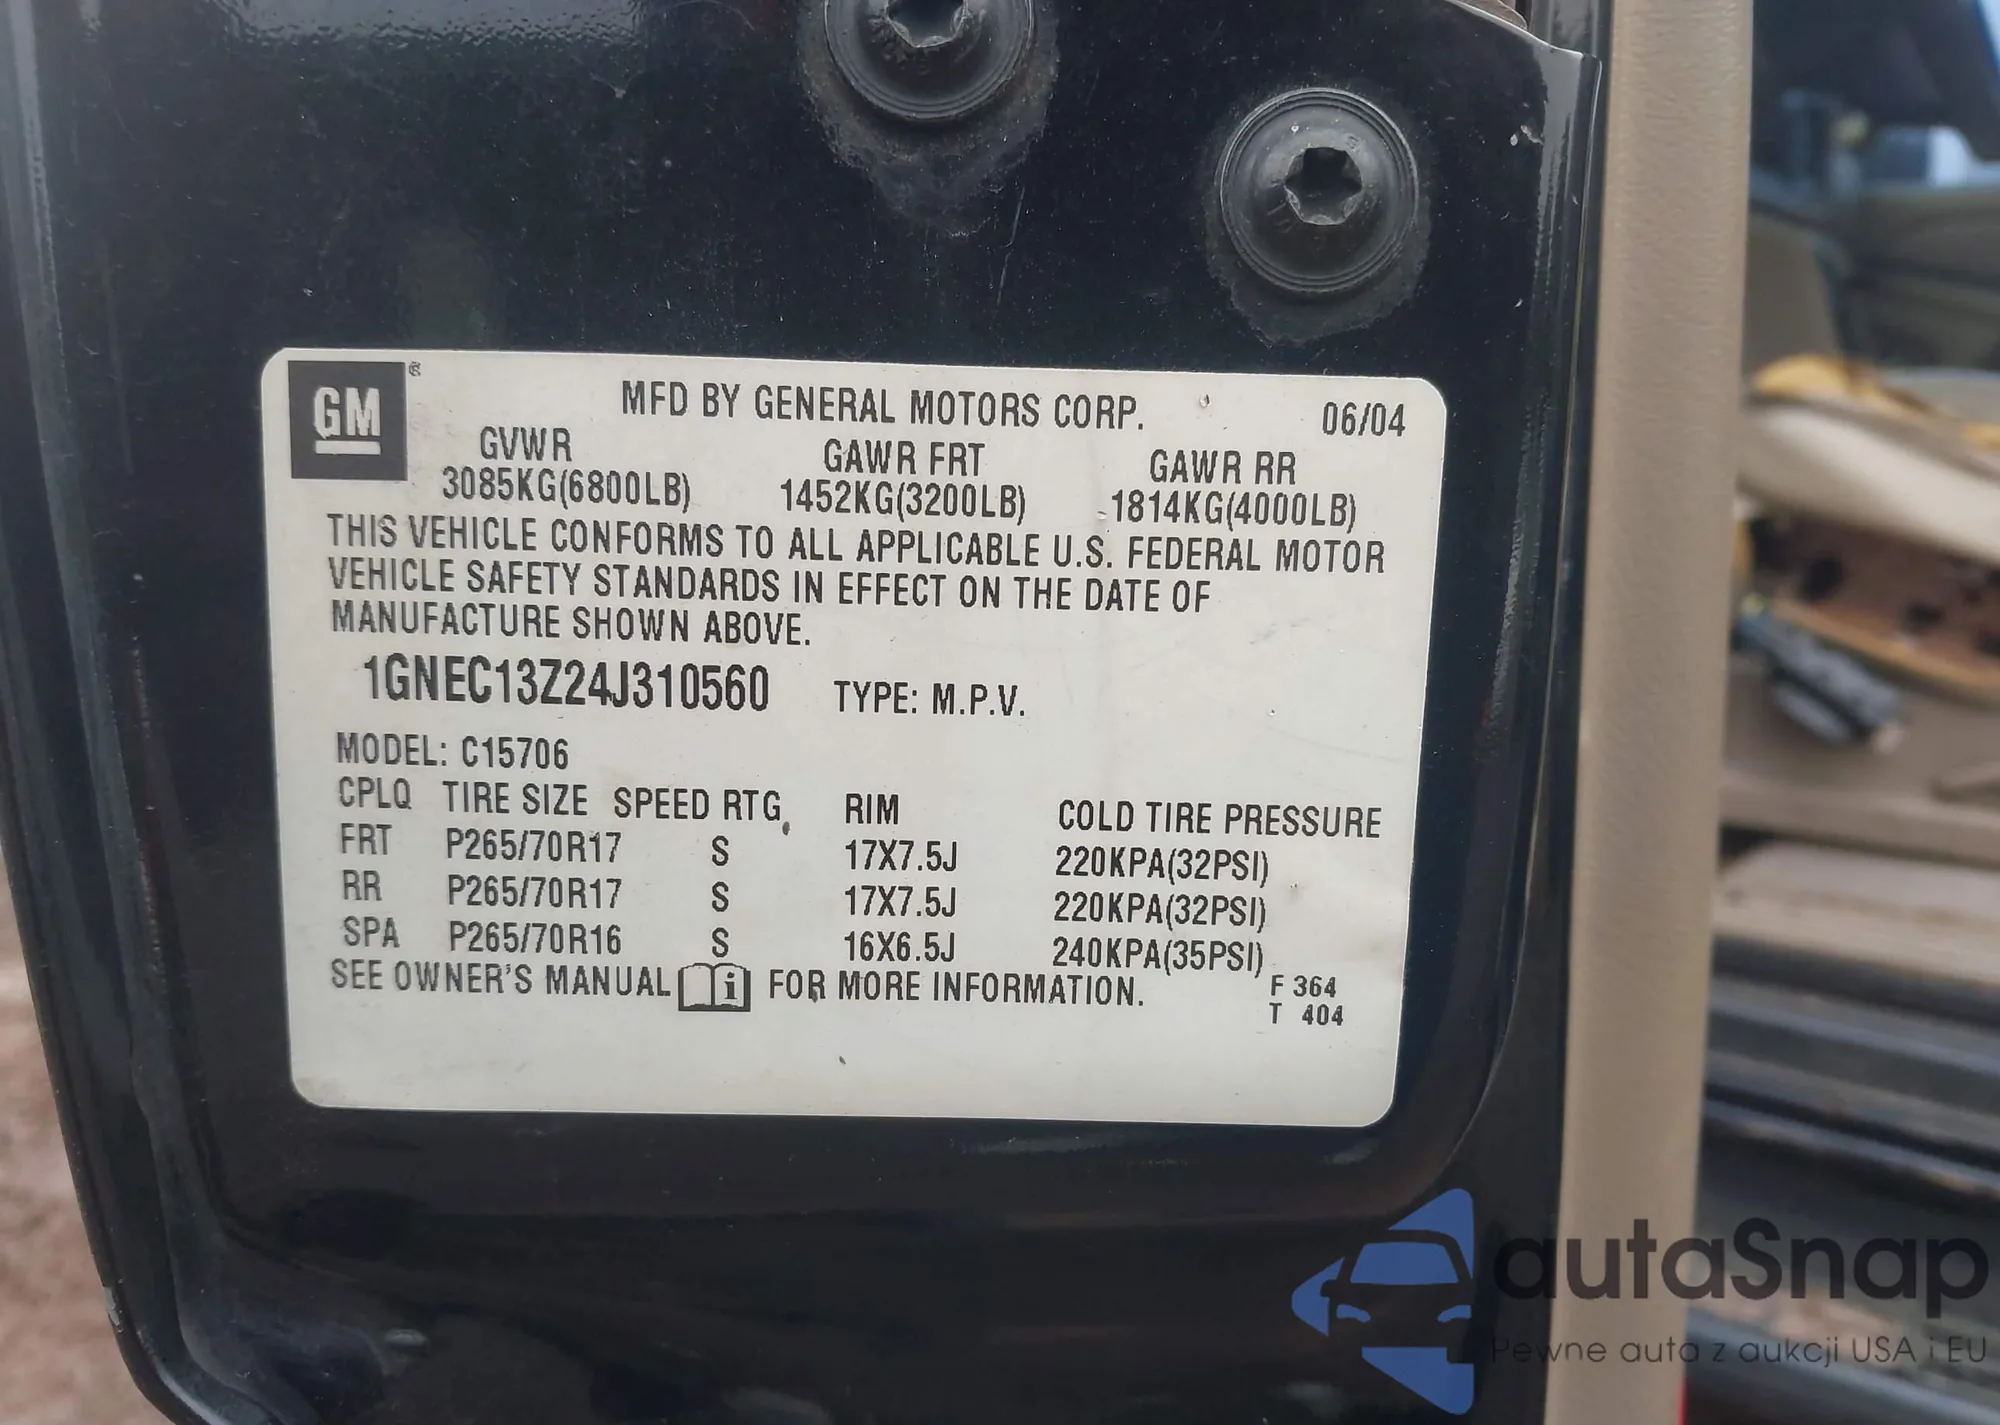 GM ®
MFD BY GENERAL MOTORS CORP. 06/04
GVWR GAWR FRT GAWR RR
3085KG(6800LB) 1452KG(3200LB) 1814KG(4000LB)
THIS VEHICLE CONFORMS TO ALL APPLICABLE U.S. FEDERAL MOTOR
VEHICLE SAFETY STANDARDS IN EFFECT ON THE DATE OF
MANUFACTURE SHOWN ABOVE.
1GNEC13Z24J310560 TYPE: M.P.V.
MODEL: C15706
CPLQ TIRE SIZE SPEED RTG RIM COLD TIRE PRESSURE
FRT P265/70R17 S 17X7.5J 220KPA(32PSI)
RR P265/70R17 S 17X7.5J 220KPA(32PSI)
SPA P265/70R16 S 16X6.5J 240KPA(35PSI)
SEE OWNER'S MANUAL i FOR MORE INFORMATION.
F 364
T 404
autaSnap
Pewne auta z aukcji USA i EU